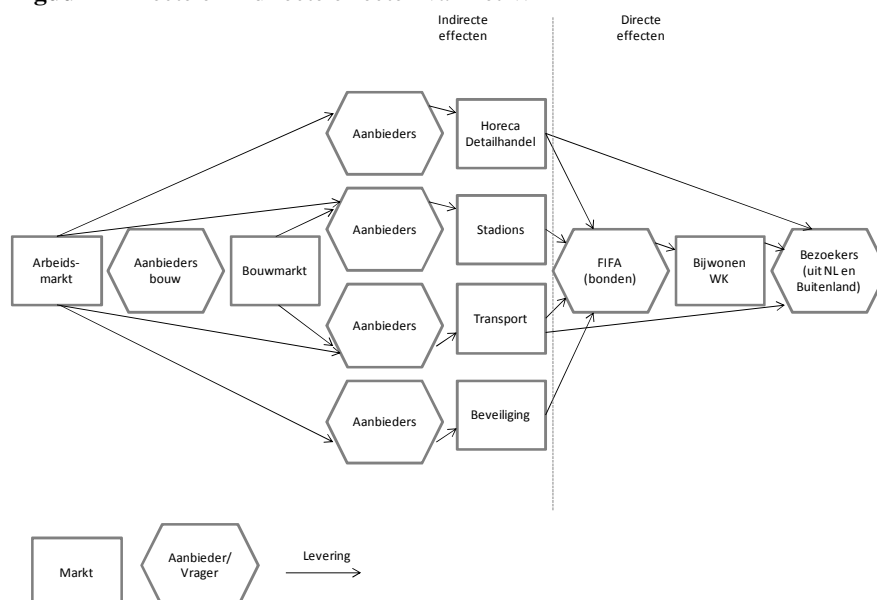 Indirecte
effecten
Directe
effecten
Aanbieders
Horeca
Detailhandel
Aanbieders
Stadions
Arbeids-
markt
Aanbieders
bouw
Bouwmarkt
FIFA
(bonden)
Bijwonen
WK
Bezoekers
(uit NL en
Buitenland)
Aanbieders
Transport
Aanbieders
Beveiliging
Markt
Aanbieder/
Vrager
Levering